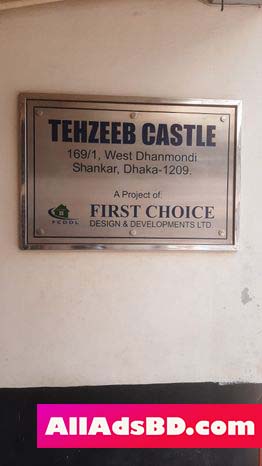 TEHZEEB CASTLE
169/1, West Dhanmondi
Shankar, Dhaka-1209.
A Project of:
FCDDL
FIRST CHOICE
DESIGN & DEVELOPMENTS LTD.
AllAdsBD.com